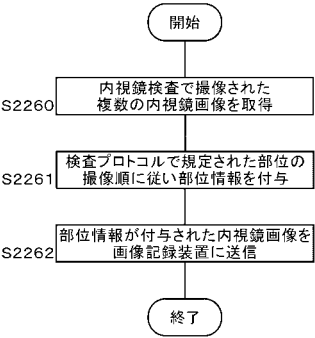 開始
内視鏡検査で撮像された
複数の内視鏡画像を取得
S2260
検査プロトコルで規定された部位の
撮像順に従い部位情報を付与
S2261
部位情報が付与された内視鏡画像を
画像記録装置に送信
S2262
終了